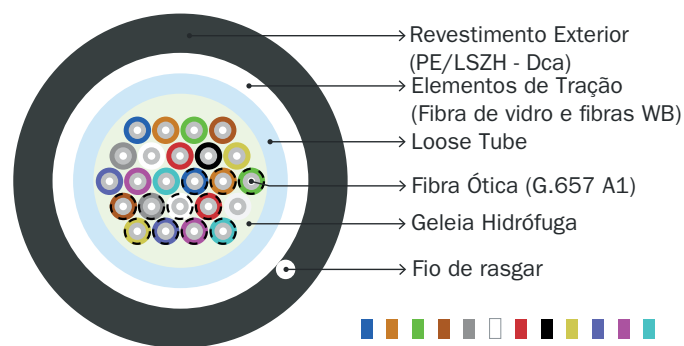 Revestimento Exterior
(PE/LSZH - Dca)
Elementos de Tração
(Fibra de vidro e fibras WB)
Loose Tube
Fibra Ótica (G.657 A1)
Geleia Hidrófuga
Fio de rasgar